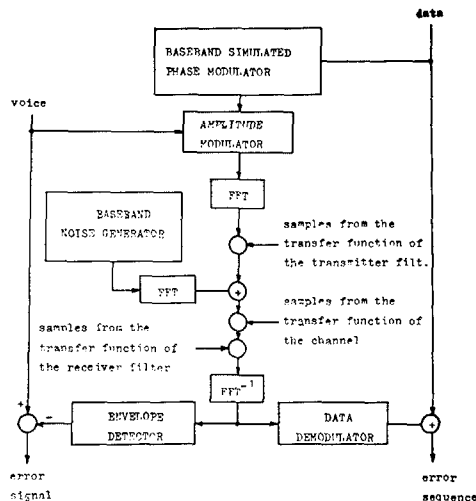 data
BASEBAND SIMULATED
PHASE MODULATOR
voice
AMPLITUDE
MODULATOR
FFT
BASEBAND
NOISE GENERATOR
samples from the
transfer function of
the transmitter filt.
FFT
+
samples from the
transfer function of
the channel
samples from the
transfer function of
the receiver filter
FFT⁻¹
+
-
ENVELOPE
DETECTOR
DATA
DEMODULATOR
+
error
signal
error
sequence